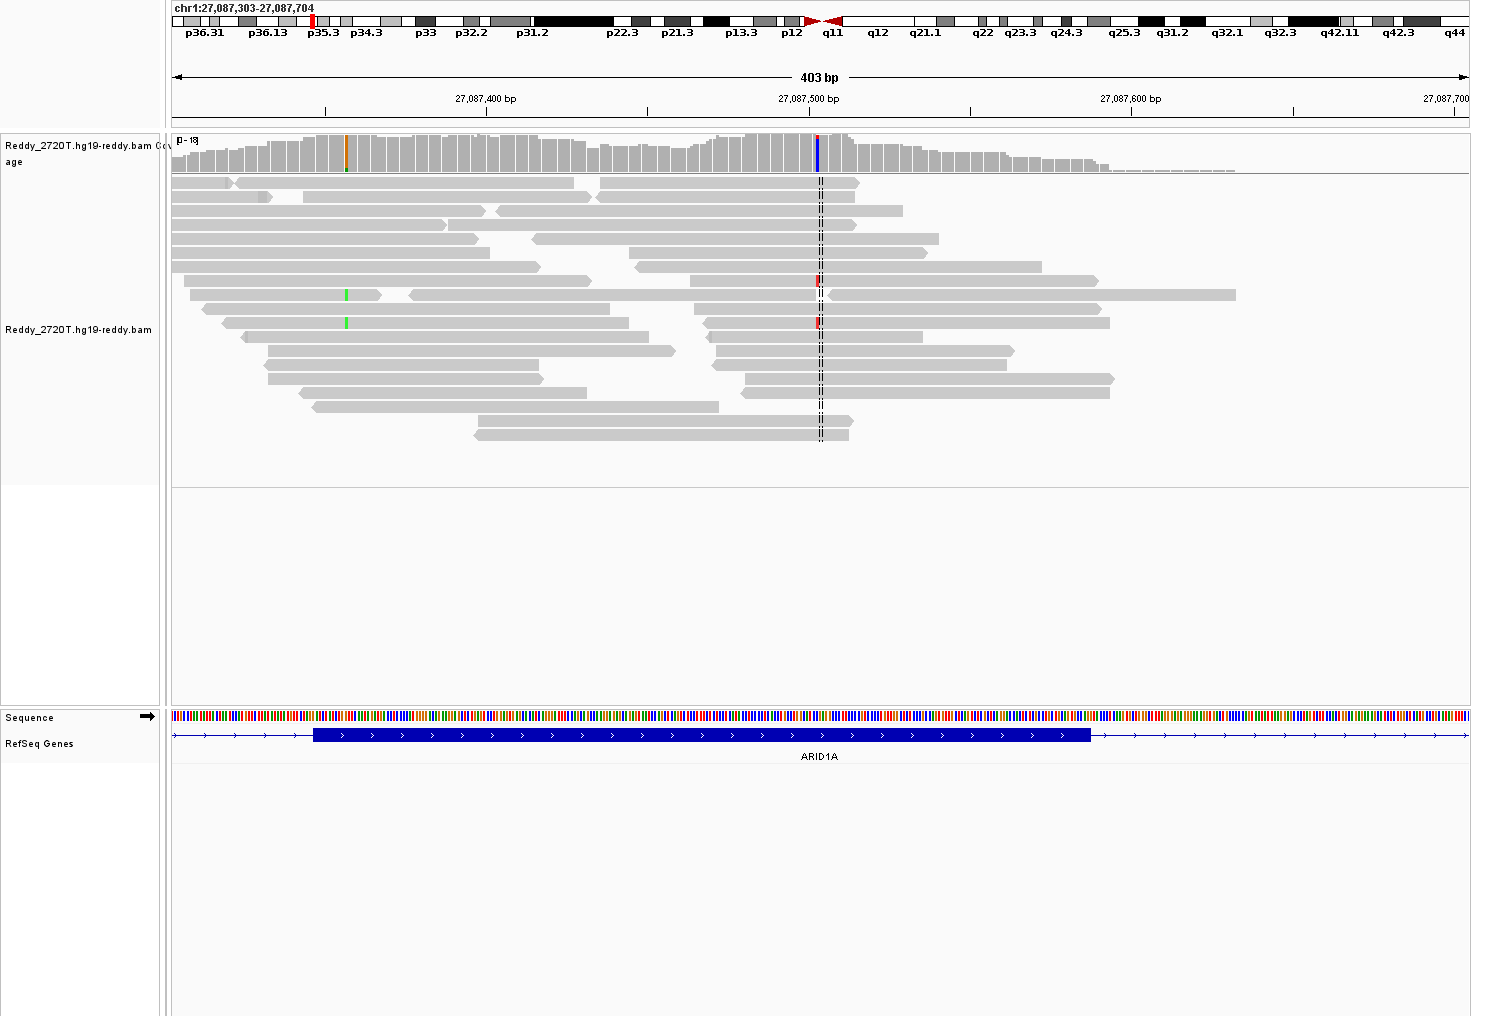 chr1:27,087,303-27,087,704
p36.31 p36.13 p35.3 p34.3 p33 p32.2 p31.2 p22.3 p21.3 p13.3 p12 q11 q12 q21.1 q22 q23.3 q24.3 q25.3 q31.2 q32.1 q32.3 q42.11 q42.3 q44
403 bp
27,087,400 bp 27,087,500 bp 27,087,600 bp 27,087,700
[0 - 18]
Reddy_2720T.hg19-reddy.bam Cov
age
Reddy_2720T.hg19-reddy.bam
Sequence
RefSeq Genes
ARID1A